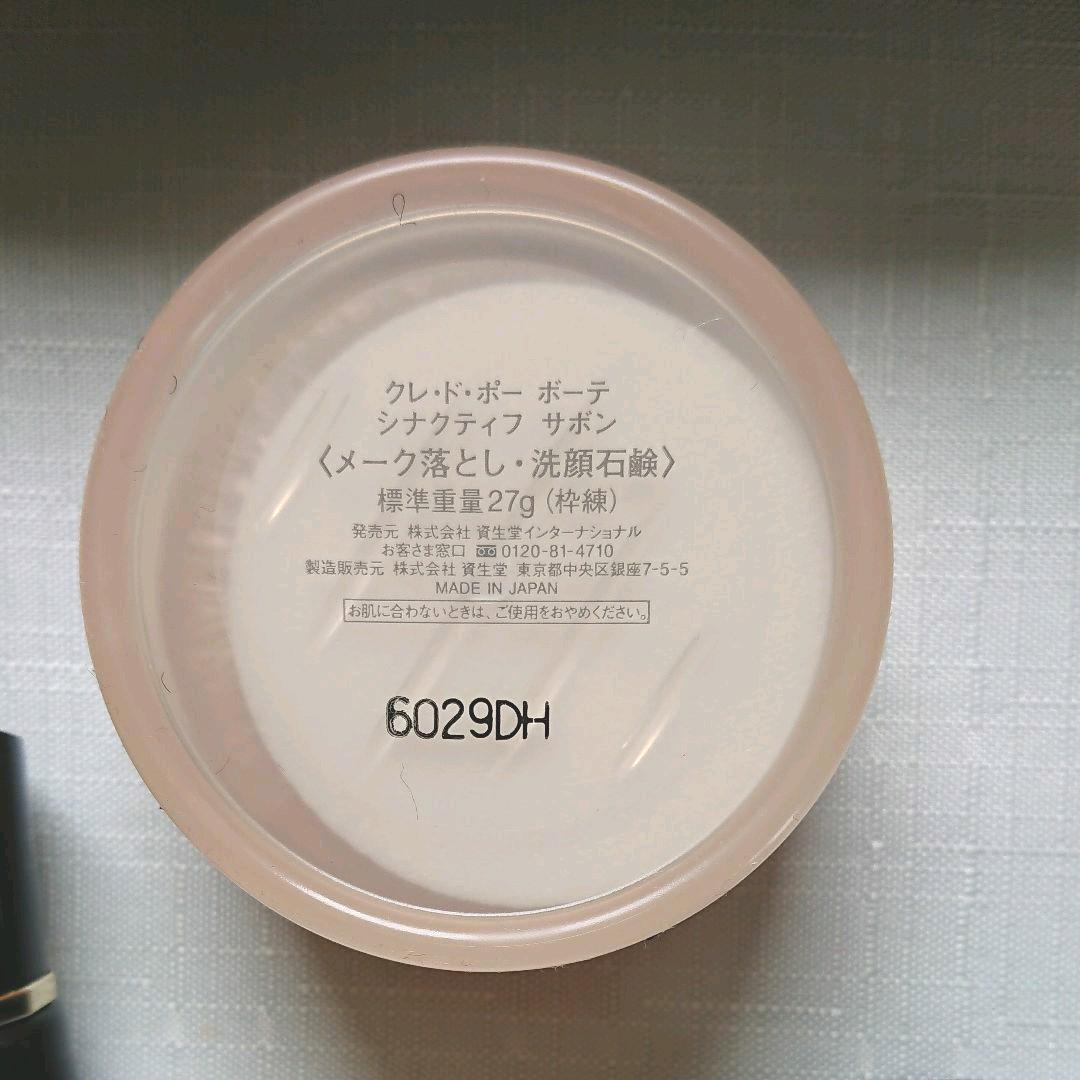 クレ・ド・ポー ボーテ
シナクティフ サボン
〈メーク落とし・洗顔石鹸〉
標準重量27g（枠練）
発売元 株式会社 資生堂インターナショナル
お客さま窓口 0120-81-4710
製造販売元 株式会社 資生堂 東京都中央区銀座7-5-5
MADE IN JAPAN
お肌に合わないときは、ご使用をおやめください。
6029DH